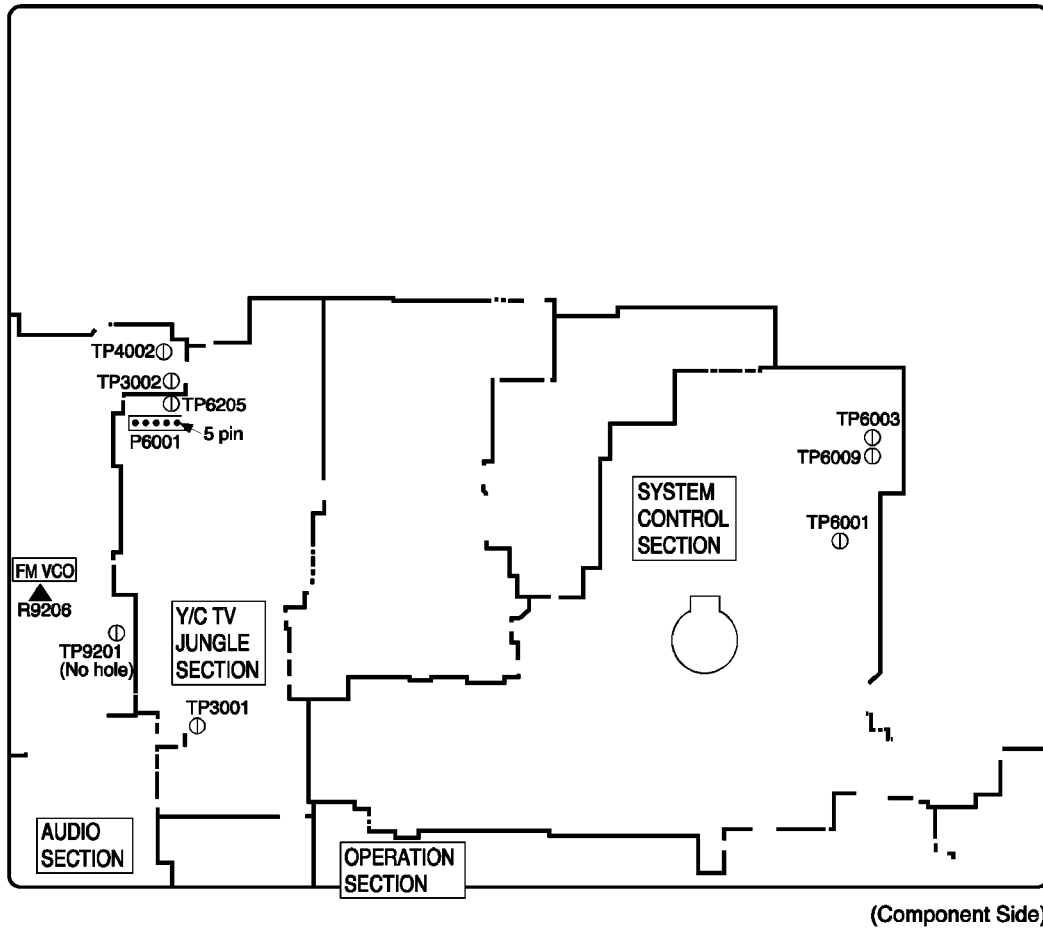 TP4002
TP3002
TP6205
P6001
5 pin
TP6003
TP6009
SYSTEM
CONTROL
SECTION
TP6001
FM VCO
R9206
TP9201
(No hole)
Y/C TV
JUNGLE
SECTION
TP3001
AUDIO
SECTION
OPERATION
SECTION
(Component Side)